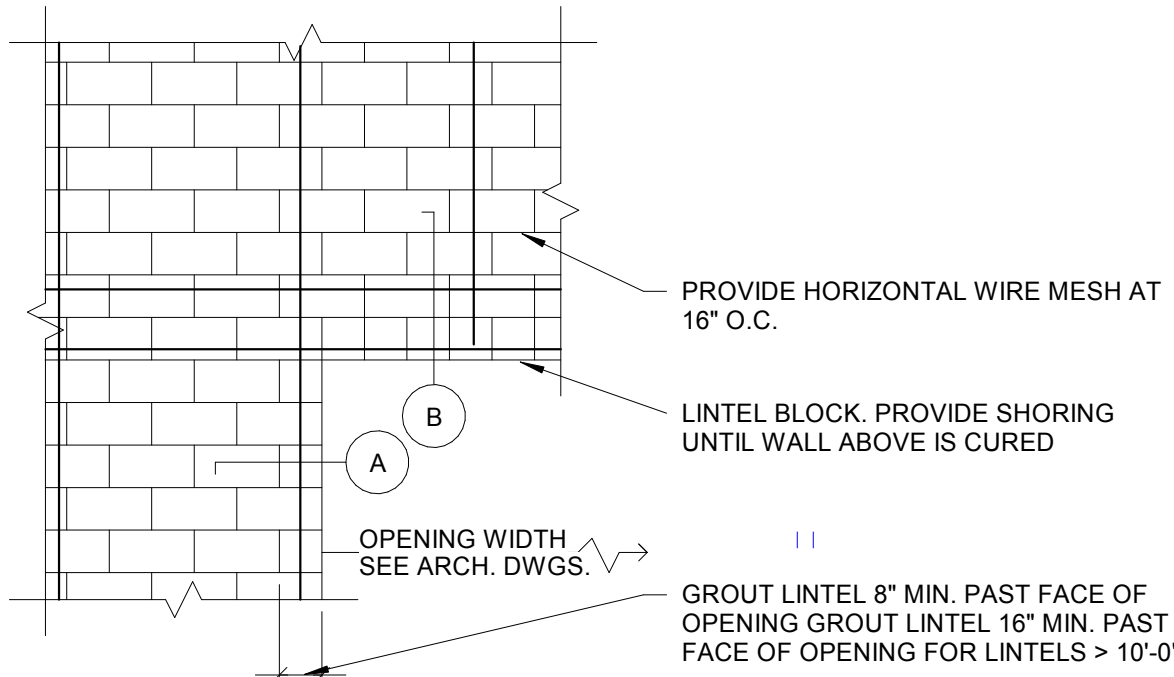 PROVIDE HORIZONTAL WIRE MESH AT
16" O.C.
B
LINTEL BLOCK. PROVIDE SHORING
UNTIL WALL ABOVE IS CURED
A
OPENING WIDTH
SEE ARCH. DWGS.
GROUT LINTEL 8" MIN. PAST FACE OF
OPENING GROUT LINTEL 16" MIN. PAST
FACE OF OPENING FOR LINTELS > 10'-0"